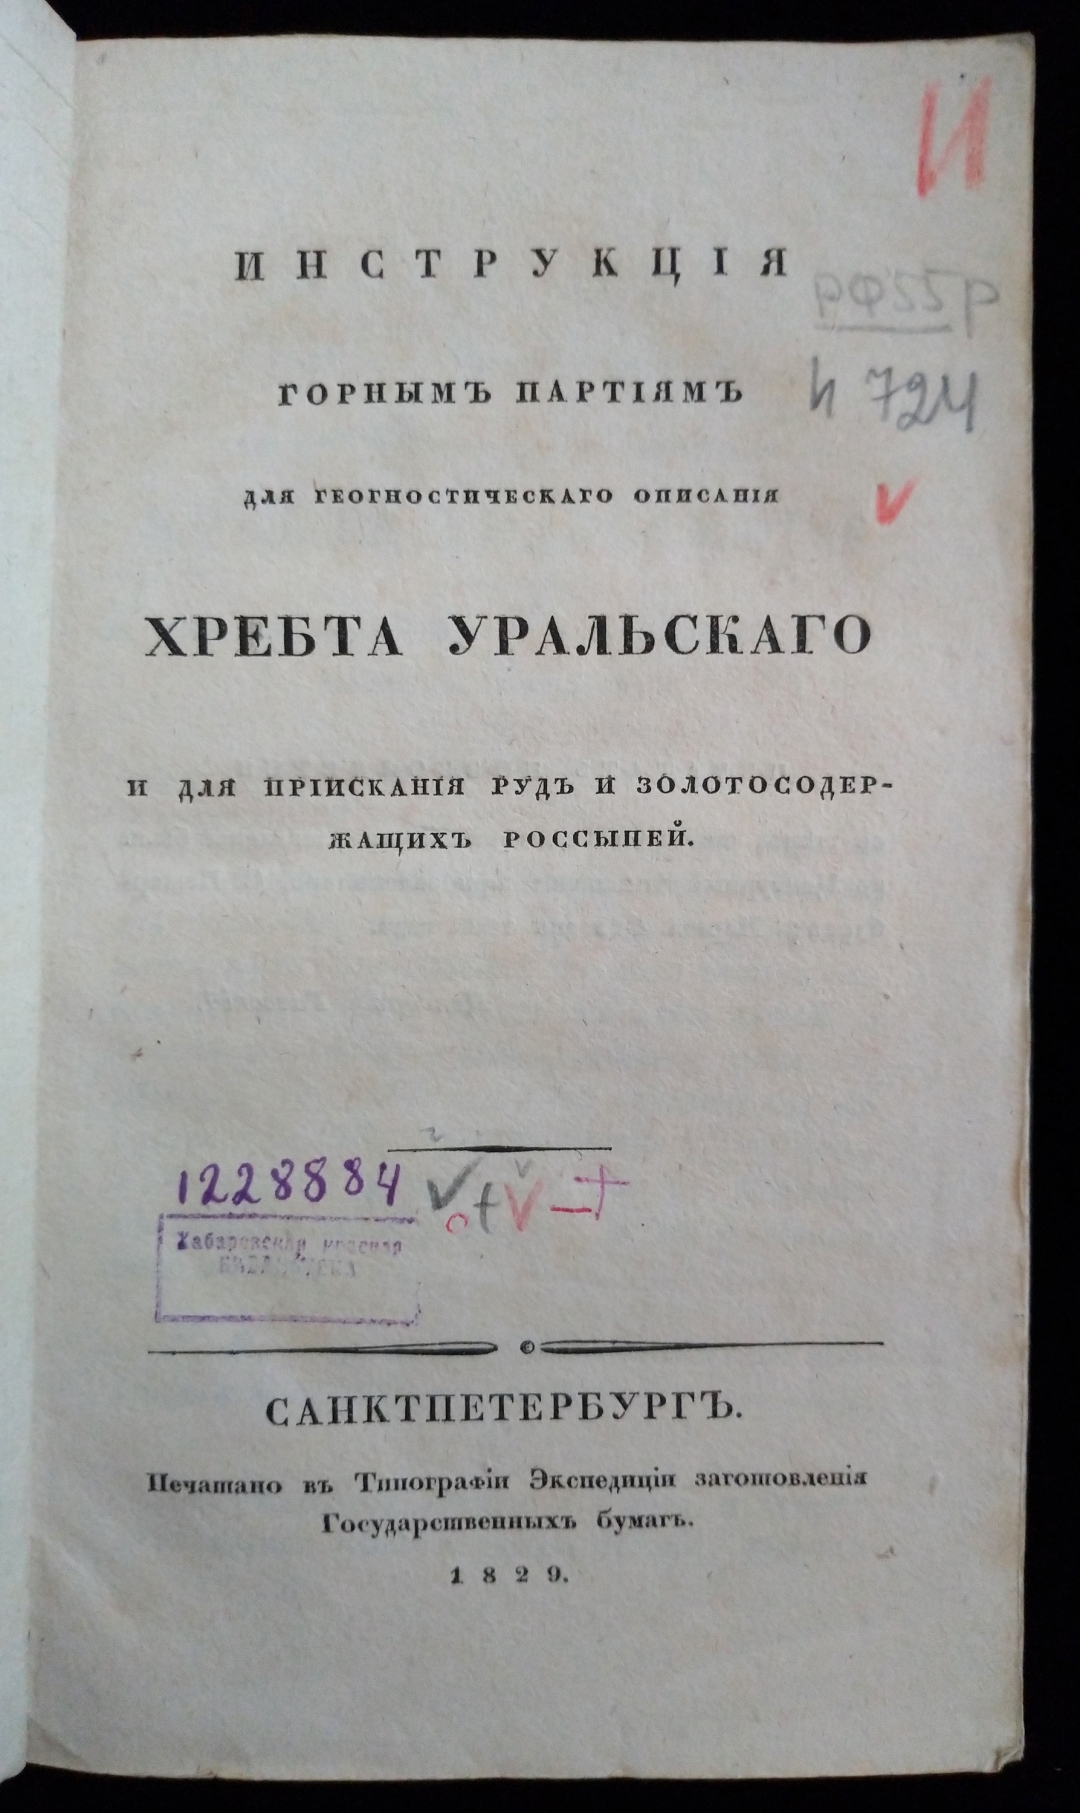 И
ИНСТРУКЦІЯ
рФ55р
ГОРНЫМЪ ПАРТІЯМЪ
И 724
ДЛЯ ГЕОГНОСТИЧЕСКАГО ОПИСАНІЯ
ХРЕБТА УРАЛЬСКАГО
И ДЛЯ ПРІИСКАНІЯ РУДЪ И ЗОЛОТОСОДЕР-
ЖАЩИХЪ РОССЫПЕЙ.
1228884
Хабаровская краевая
БИБЛИОТЕКА
САНКТПЕТЕРБУРГЪ.
Печатано въ Типографіи Экспедиціи заготовленія
Государственныхъ бумагъ.
1829.